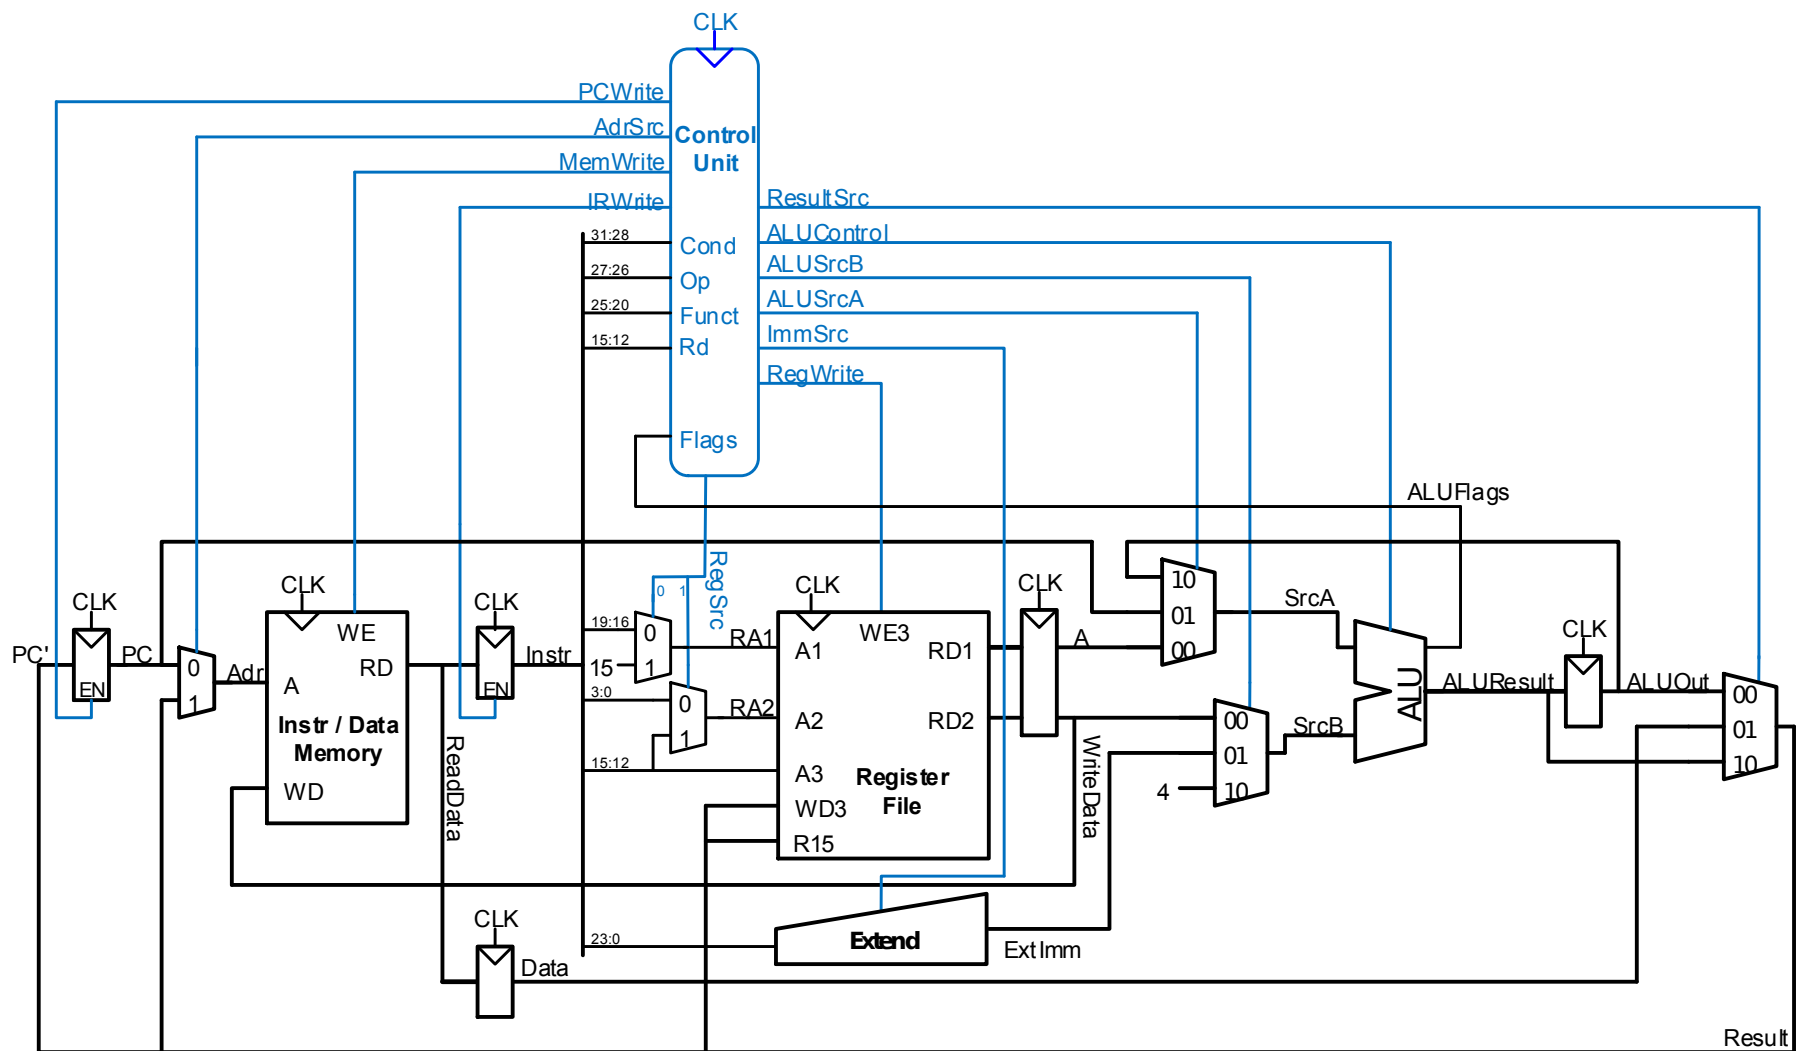 CLK
PCWrite
AdrSrc
MemWrite
IRWrite
Control
Unit
ResultSrc
ALUControl
ALUSrcB
ALUSrcA
ImmSrc
RegWrite
31:28
Cond
27:26
Op
25:20
Funct
15:12
Rd
Flags
ALUFlags
RegSrc
0 1
CLK
PC'
EN
PC
0
1
Adr
CLK
WE
RD
A
Instr / Data
Memory
WD
ReadData
CLK
EN
Instr
19:16
15
0
1
RA1
3:0
0
1
RA2
15:12
CLK
WE3
A1
RD1
A2
RD2
A3
WD3
R15
Register
File
CLK
A
WriteData
10
01
00
SrcA
00
01
10
4
SrcB
ALU
ALUResult
CLK
ALUOut
00
01
10
23:0
Extend
ExtImm
CLK
Data
Result